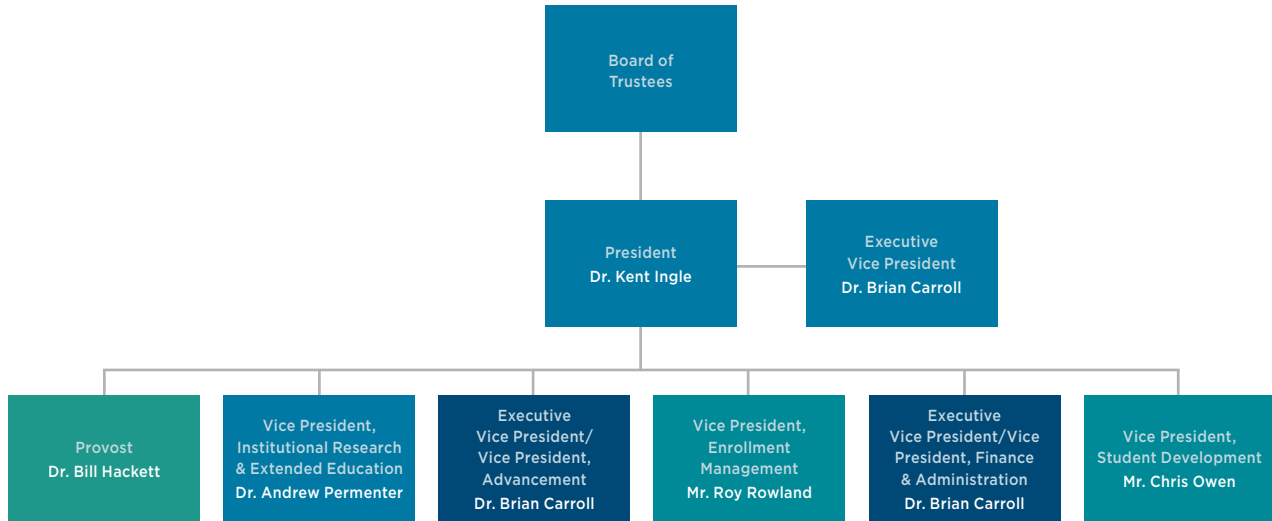 Board of
Trustees
President
Dr. Kent Ingle
Executive
Vice President
Dr. Brian Carroll
Provost
Dr. Bill Hackett
Vice President,
Institutional Research
& Extended Education
Dr. Andrew Permenter
Executive
Vice President/
Vice President,
Advancement
Dr. Brian Carroll
Vice President,
Enrollment
Management
Mr. Roy Rowland
Executive
Vice President/Vice
President, Finance
& Administration
Dr. Brian Carroll
Vice President,
Student Development
Mr. Chris Owen